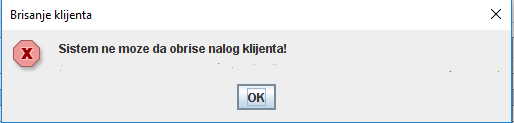 Brisanje klijenta
Sistem ne moze da obrise nalog klijenta!
OK